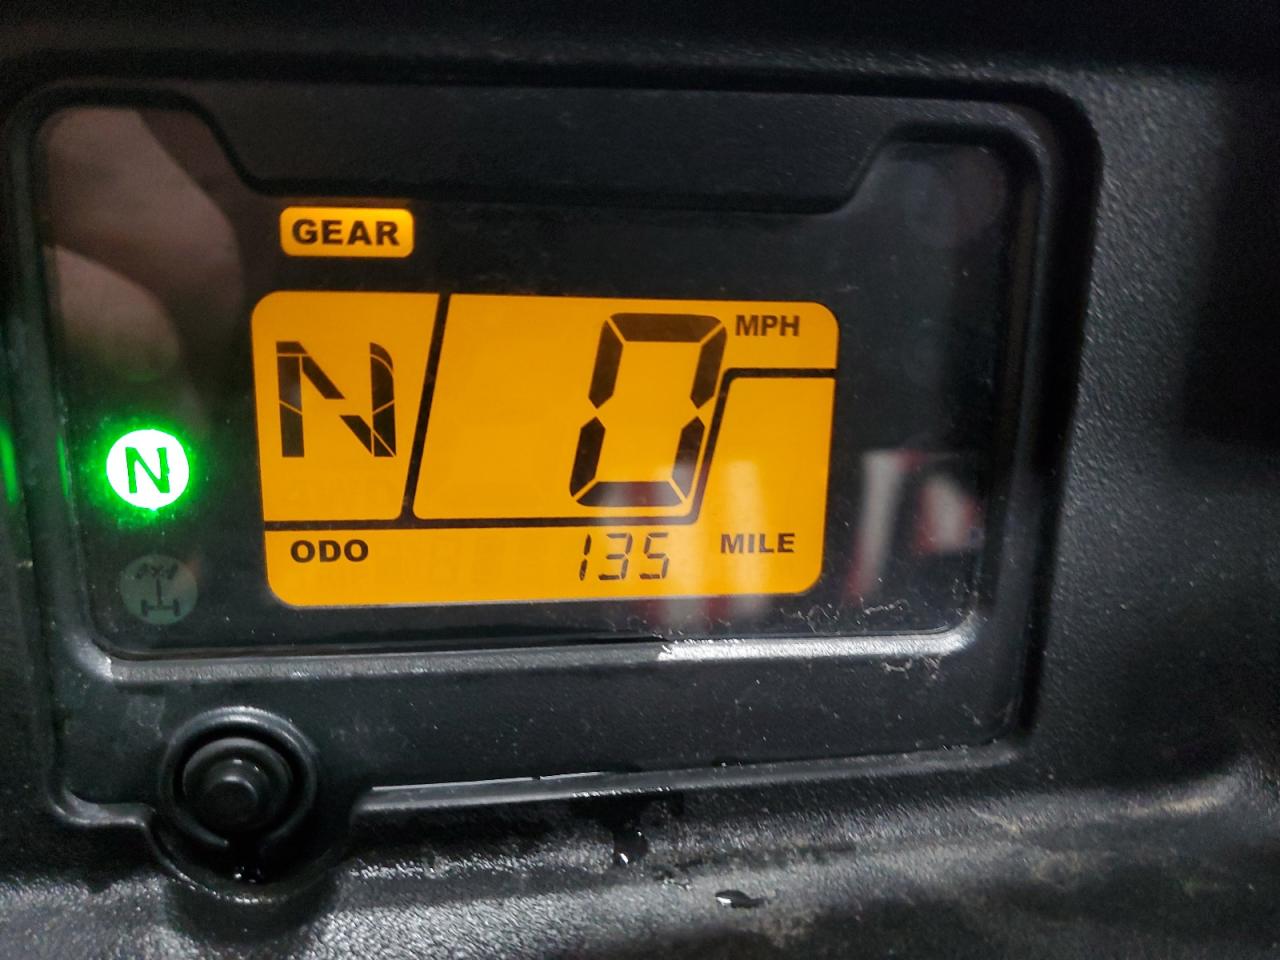 GEAR
N 0 MPH
N
ODO 135 MILE